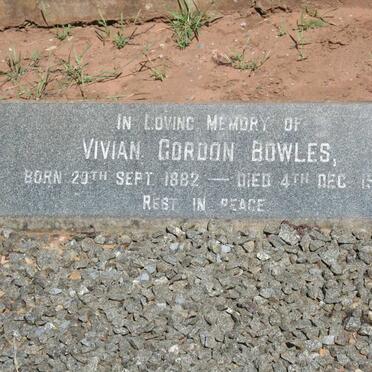 IN LOVING MEMORY OF
VIVIAN GORDON BOWLES,
BORN 29TH SEPT 1882 — DIED 4TH DEC
REST IN PEACE